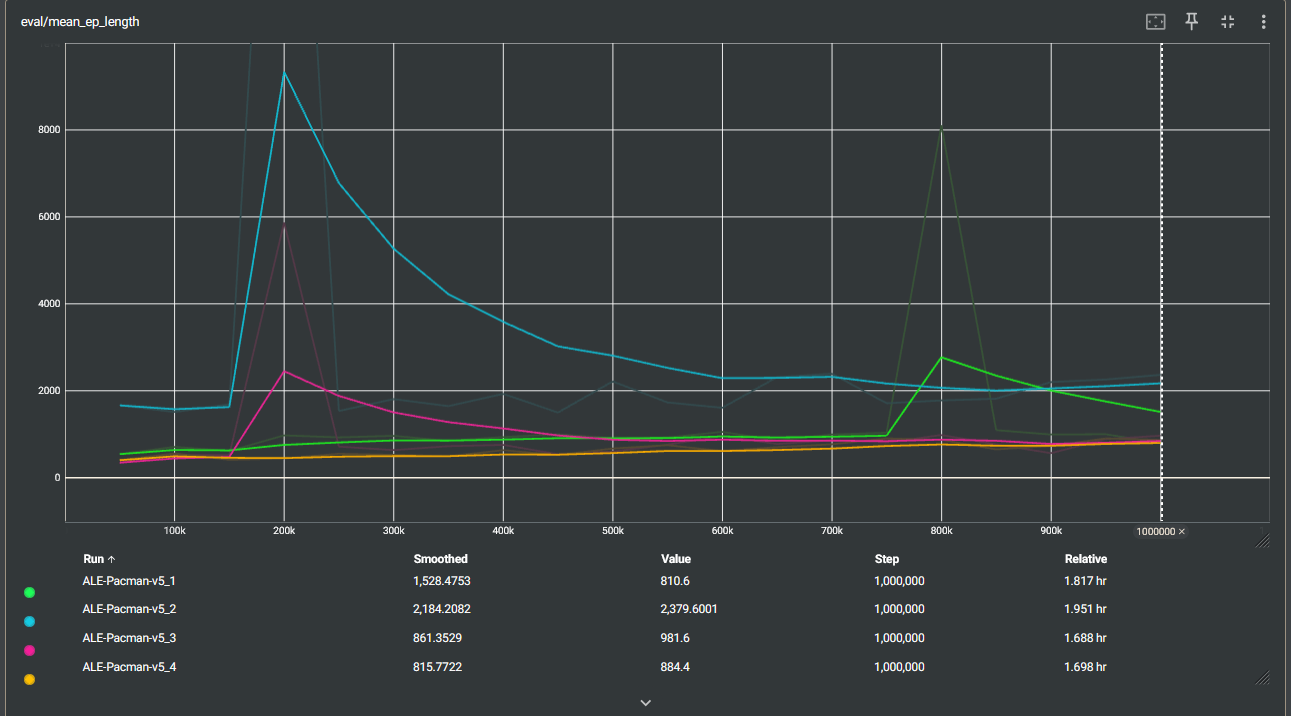 eval/mean_ep_length
8000
6000
4000
2000
0
100k 200k 300k 400k 500k 600k 700k 800k 900k 1000000 ×
Run ↑ Smoothed Value Step Relative
ALE-Pacman-v5_1 1,528.4753 810.6 1,000,000 1.817 hr
ALE-Pacman-v5_2 2,184.2082 2,379.6001 1,000,000 1.951 hr
ALE-Pacman-v5_3 861.3529 981.6 1,000,000 1.688 hr
ALE-Pacman-v5_4 815.7722 884.4 1,000,000 1.698 hr